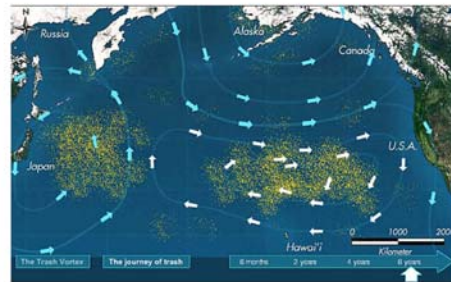 N
Russia
Alaska
Canada
Japan
U.S.A.
Hawai'i
0 1000 2000
Kilometer
The Trash Vortex
The journey of trash
6 months
2 years
4 years
6 years